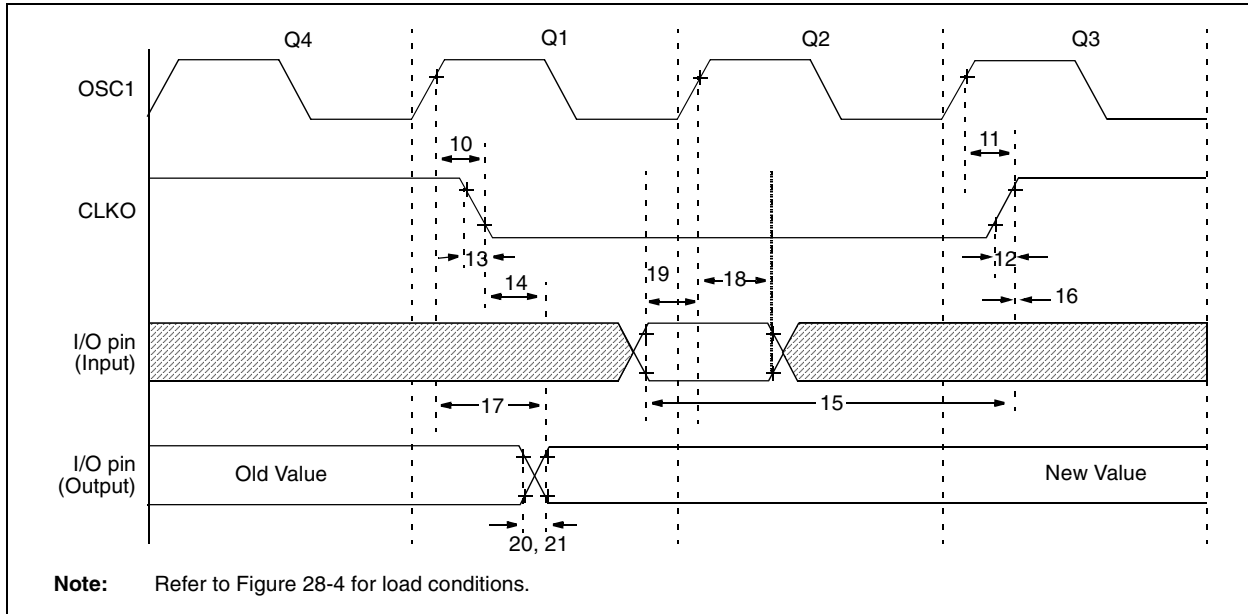 Q4 Q1 Q2 Q3
OSC1
10 11
CLKO
13 12
19 18
14 16
I/O pin
(Input)
17 15
I/O pin
(Output)
Old Value New Value
20, 21
Note: Refer to Figure 28-4 for load conditions.